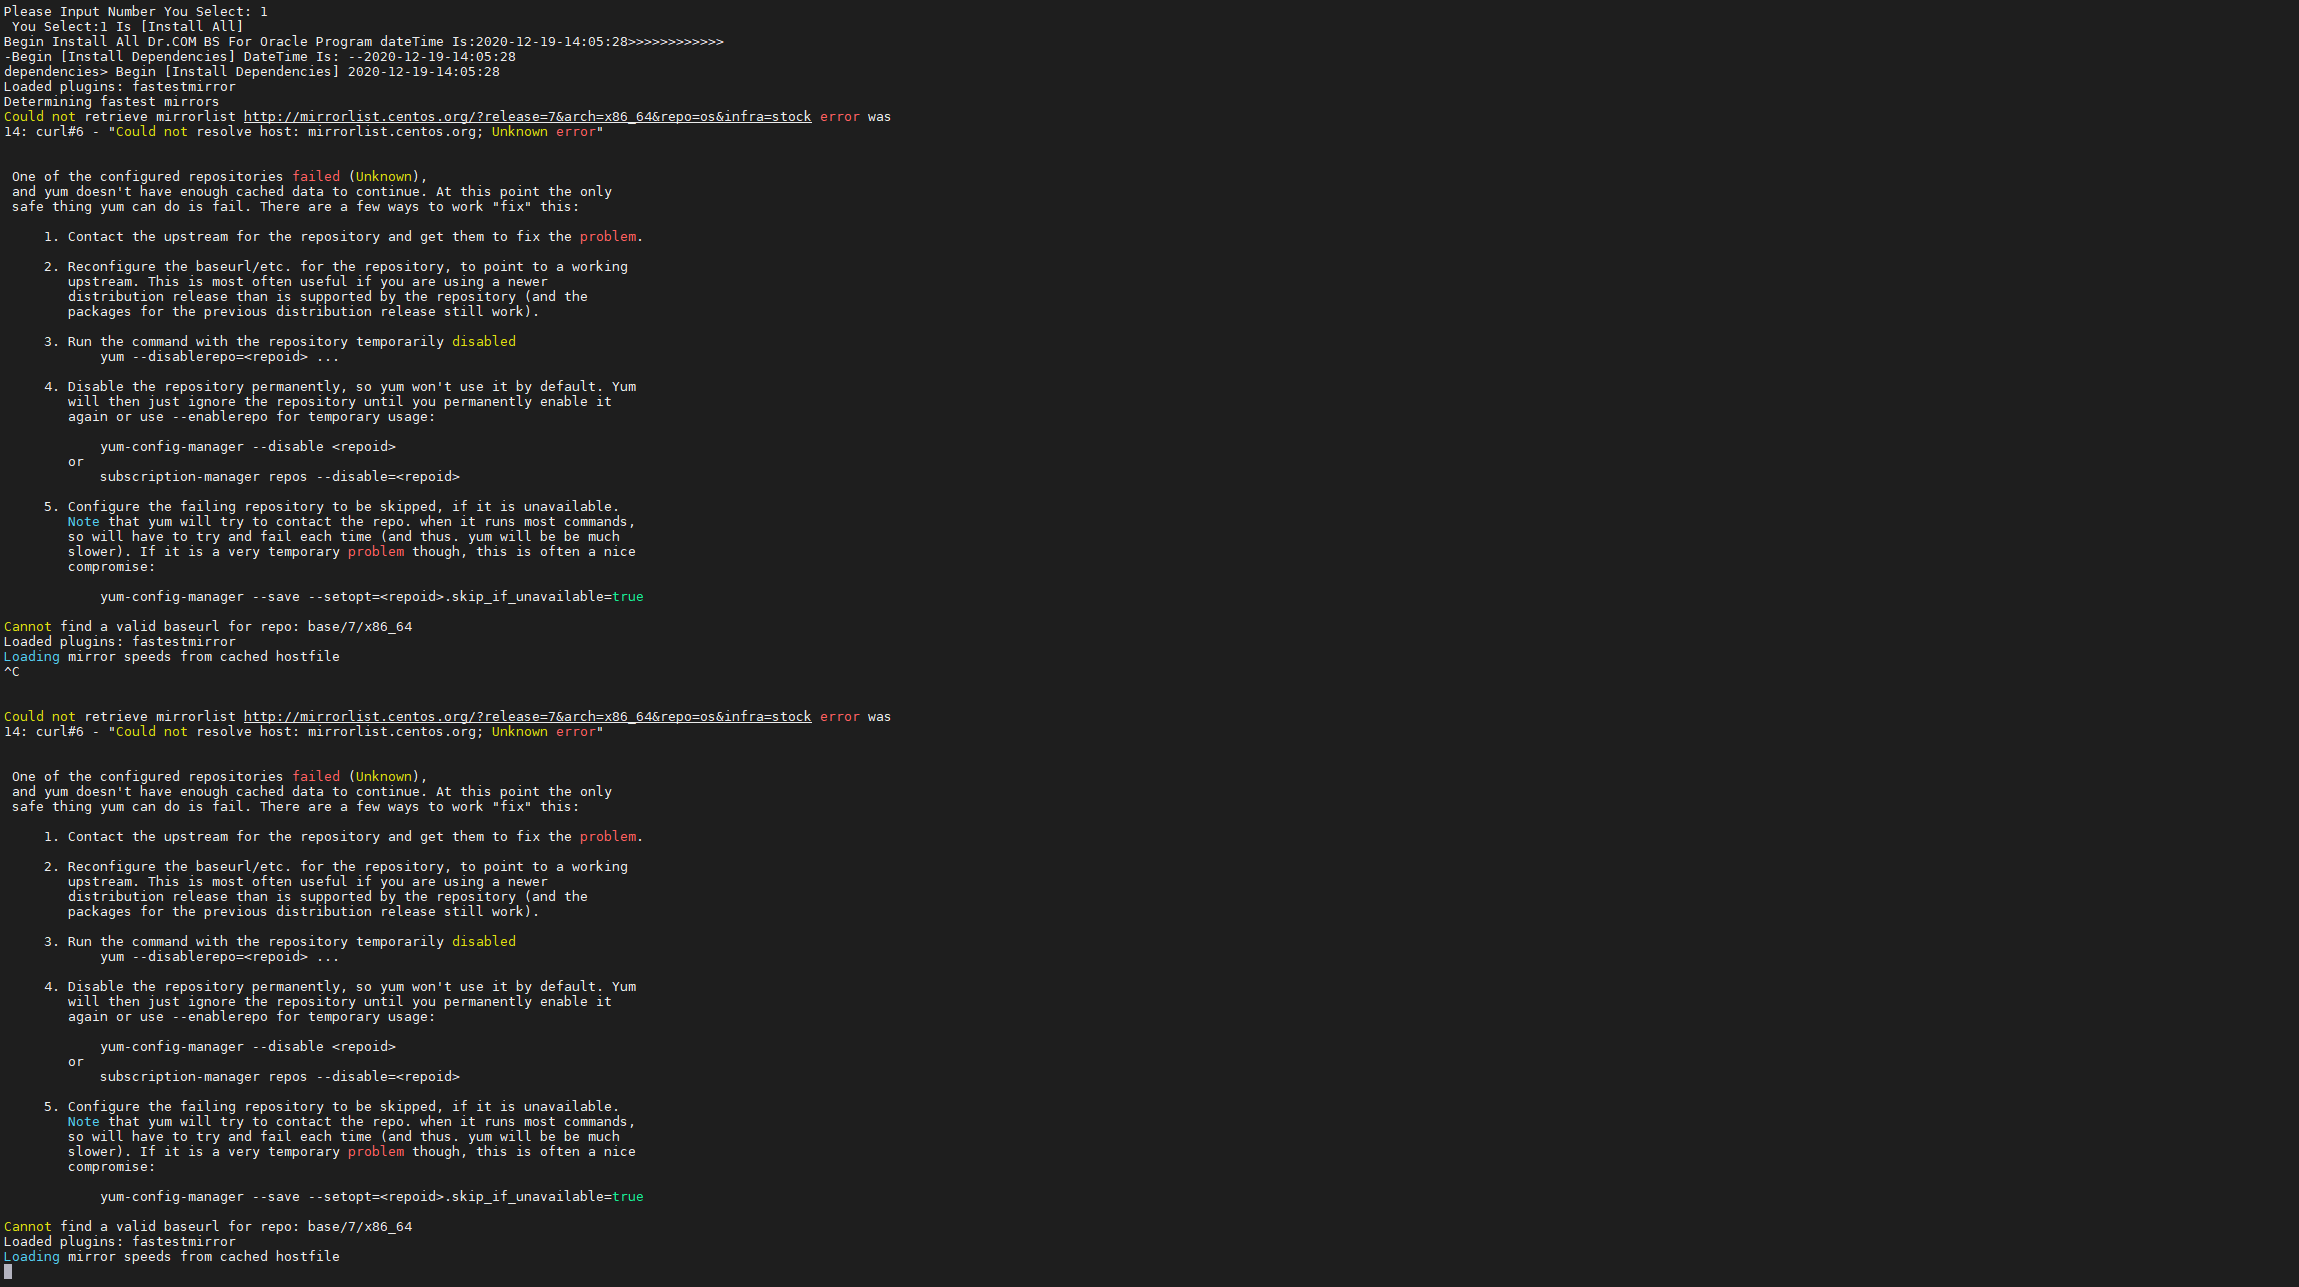 Please Input Number You Select: 1
You Select:1 Is [Install All]
Begin Install All Dr.COM BS For Oracle Program dateTime Is:2020-12-19-14:05:28>>>>>>>>>>>>
-Begin [Install Dependencies] DateTime Is: --2020-12-19-14:05:28
dependencies> Begin [Install Dependencies] 2020-12-19-14:05:28
Loaded plugins: fastestmirror
Determining fastest mirrors
Could not retrieve mirrorlist http://mirrorlist.centos.org/?release=7&arch=x86_64&repo=os&infra=stock error was
14: curl#6 - "Could not resolve host: mirrorlist.centos.org; Unknown error"
One of the configured repositories failed (Unknown),
and yum doesn't have enough cached data to continue. At this point the only
safe thing yum can do is fail. There are a few ways to work "fix" this:
1. Contact the upstream for the repository and get them to fix the problem.
2. Reconfigure the baseurl/etc. for the repository, to point to a working
upstream. This is most often useful if you are using a newer
distribution release than is supported by the repository (and the
packages for the previous distribution release still work).
3. Run the command with the repository temporarily disabled
yum --disablerepo=<repoid> ...
4. Disable the repository permanently, so yum won't use it by default. Yum
will then just ignore the repository until you permanently enable it
again or use --enablerepo for temporary usage:
yum-config-manager --disable <repoid>
or
subscription-manager repos --disable=<repoid>
5. Configure the failing repository to be skipped, if it is unavailable.
Note that yum will try to contact the repo. when it runs most commands,
so will have to try and fail each time (and thus. yum will be be much
slower). If it is a very temporary problem though, this is often a nice
compromise:
yum-config-manager --save --setopt=<repoid>.skip_if_unavailable=true
Cannot find a valid baseurl for repo: base/7/x86_64
Loaded plugins: fastestmirror
Loading mirror speeds from cached hostfile
^C
Could not retrieve mirrorlist http://mirrorlist.centos.org/?release=7&arch=x86_64&repo=os&infra=stock error was
14: curl#6 - "Could not resolve host: mirrorlist.centos.org; Unknown error"
One of the configured repositories failed (Unknown),
and yum doesn't have enough cached data to continue. At this point the only
safe thing yum can do is fail. There are a few ways to work "fix" this:
1. Contact the upstream for the repository and get them to fix the problem.
2. Reconfigure the baseurl/etc. for the repository, to point to a working
upstream. This is most often useful if you are using a newer
distribution release than is supported by the repository (and the
packages for the previous distribution release still work).
3. Run the command with the repository temporarily disabled
yum --disablerepo=<repoid> ...
4. Disable the repository permanently, so yum won't use it by default. Yum
will then just ignore the repository until you permanently enable it
again or use --enablerepo for temporary usage:
yum-config-manager --disable <repoid>
or
subscription-manager repos --disable=<repoid>
5. Configure the failing repository to be skipped, if it is unavailable.
Note that yum will try to contact the repo. when it runs most commands,
so will have to try and fail each time (and thus. yum will be be much
slower). If it is a very temporary problem though, this is often a nice
compromise:
yum-config-manager --save --setopt=<repoid>.skip_if_unavailable=true
Cannot find a valid baseurl for repo: base/7/x86_64
Loaded plugins: fastestmirror
Loading mirror speeds from cached hostfile